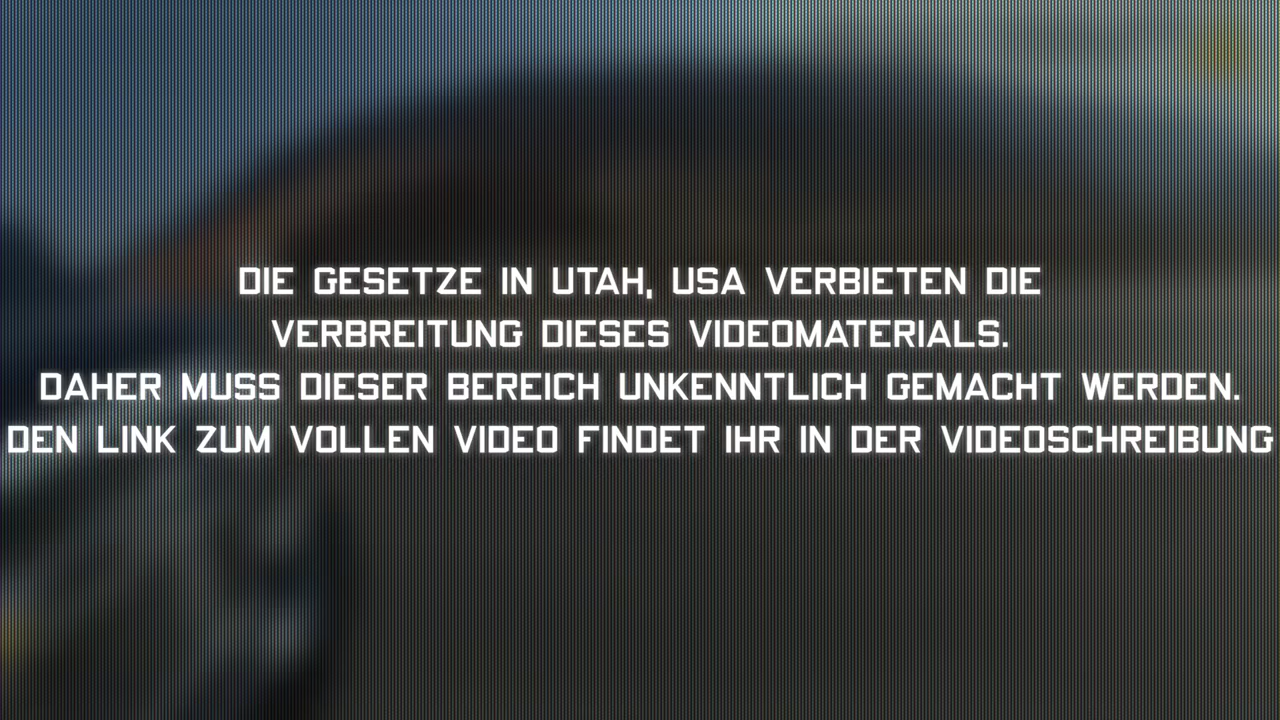 DIE GESETZE IN UTAH, USA VERBIETEN DIE
VERBREITUNG DIESES VIDEOMATERIALS.
DAHER MUSS DIESER BEREICH UNKENNTLICH GEMACHT WERDEN.
DEN LINK ZUM VOLLEN VIDEO FINDET IHR IN DER VIDEOSCHREIBUNG